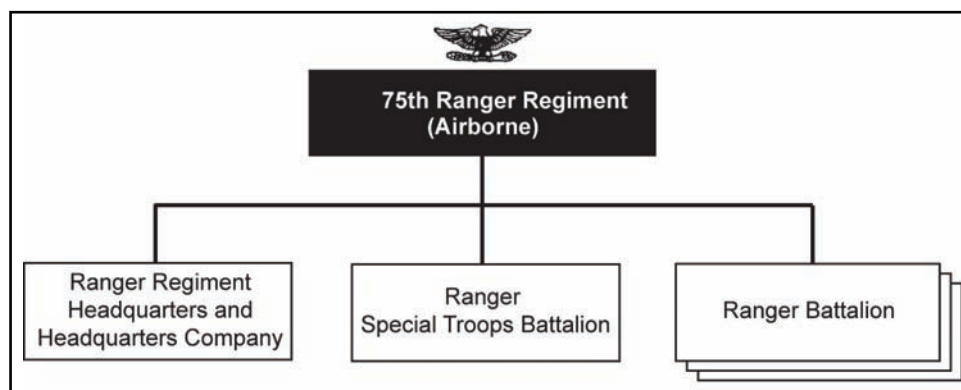 75th Ranger Regiment
(Airborne)
Ranger Regiment
Headquarters and
Headquarters Company
Ranger
Special Troops Battalion
Ranger Battalion